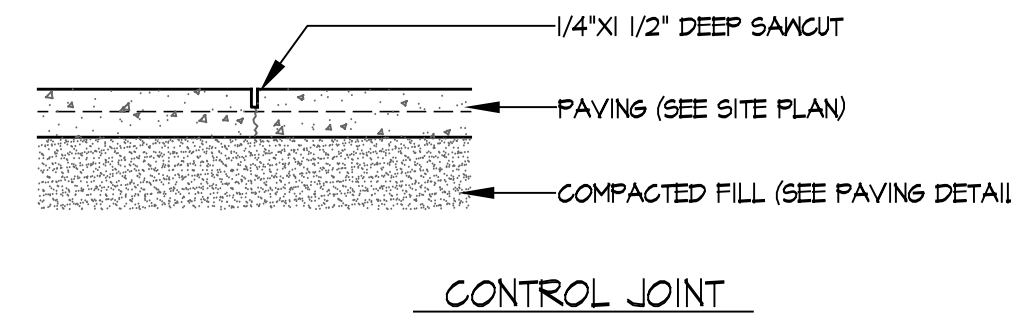 1/4"X1 1/2" DEEP SAWCUT
PAVING (SEE SITE PLAN)
COMPACTED FILL (SEE PAVING DETAIL
CONTROL JOINT